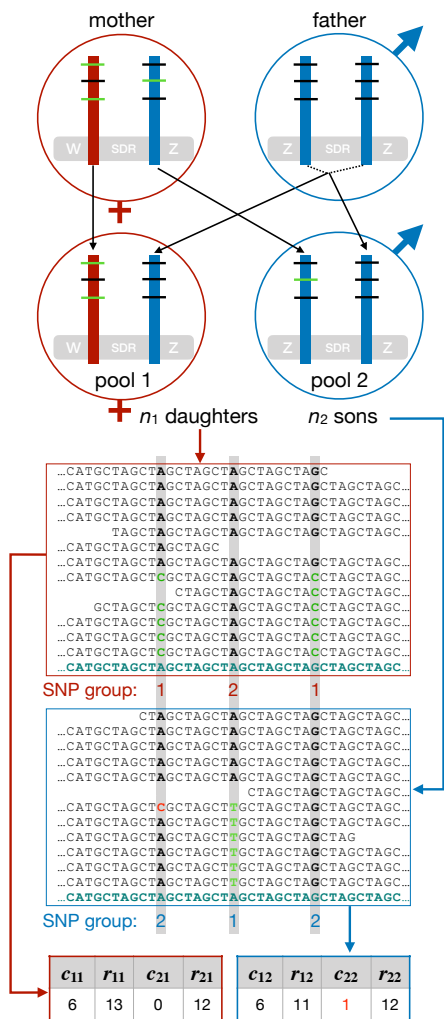 mother
father
W SDR Z
Z SDR Z
W SDR Z
Z SDR Z
pool 1
pool 2
n1 daughters
n2 sons
…CATGCTAGCTAGCTAGCTAGCTAGCTAGC
…CATGCTAGCTAGCTAGCTAGCTAGCTAGCTAGCTAGC…
…CATGCTAGCTAGCTAGCTAGCTAGCTAGCTAGCTAGC…
…CATGCTAGCTAGCTAGCTAGCTAGCTAGCTAGCTAGC…
TAGCTAGCTAGCTAGCTAGCTAGCTAGCTAGC…
…CATGCTAGCTAGCTAGC
…CATGCTAGCTAGCTAGCTAGCTAGCTAGCTAGCTAGC…
…CATGCTAGCTCGCTAGCTAGCTAGCTACCTAGCTAGC…
CTAGCTAGCTAGCTACCTAGCTAGC…
GCTAGCTCGCTAGCTAGCTAGCTACCTAGCTAGC…
…CATGCTAGCTCGCTAGCTAGCTAGCTACCTAGCTAGC…
…CATGCTAGCTCGCTAGCTAGCTAGCTACCTAGCTAGC…
…CATGCTAGCTCGCTAGCTAGCTAGCTACCTAGCTAGC…
…CATGCTAGCTAGCTAGCTAGCTAGCTAGCTAGCTAGC…
SNP group: 1 2 1
CTAGCTAGCTAGCTAGCTAGCTAGCTAGC…
…CATGCTAGCTAGCTAGCTAGCTAGCTAGCTAGCTAGC…
…CATGCTAGCTAGCTAGCTAGCTAGCTAGCTAGCTAGC…
…CATGCTAGCTAGCTAGCTAGCTAGCTAGCTAGCTAGC…
…CATGCTAGCTAGCTAGCTAGCTAGCTAGCTAGCTAGC…
CTAGCTAGCTAGCTAGC…
…CATGCTAGCTCGCTAGCTTGCTAGCTAGCTAGCTAGC…
…CATGCTAGCTAGCTAGCTTGCTAGCTAGCTAGCTAGC…
…CATGCTAGCTAGCTAGCTTGCTAGCTAGCTAG
…CATGCTAGCTAGCTAGCTTGCTAGCTAGCTAGCTAGC…
…CATGCTAGCTAGCTAGCTTGCTAGCTAGCTAGCTAGC…
…CATGCTAGCTAGCTAGCTTGCTAGCTAGCTAGCTAGC…
…CATGCTAGCTAGCTAGCTAGCTAGCTAGCTAGCTAGC…
SNP group: 2 1 2
c11 r11 c21 r21
6 13 0 12
c12 r12 c22 r22
6 11 1 12